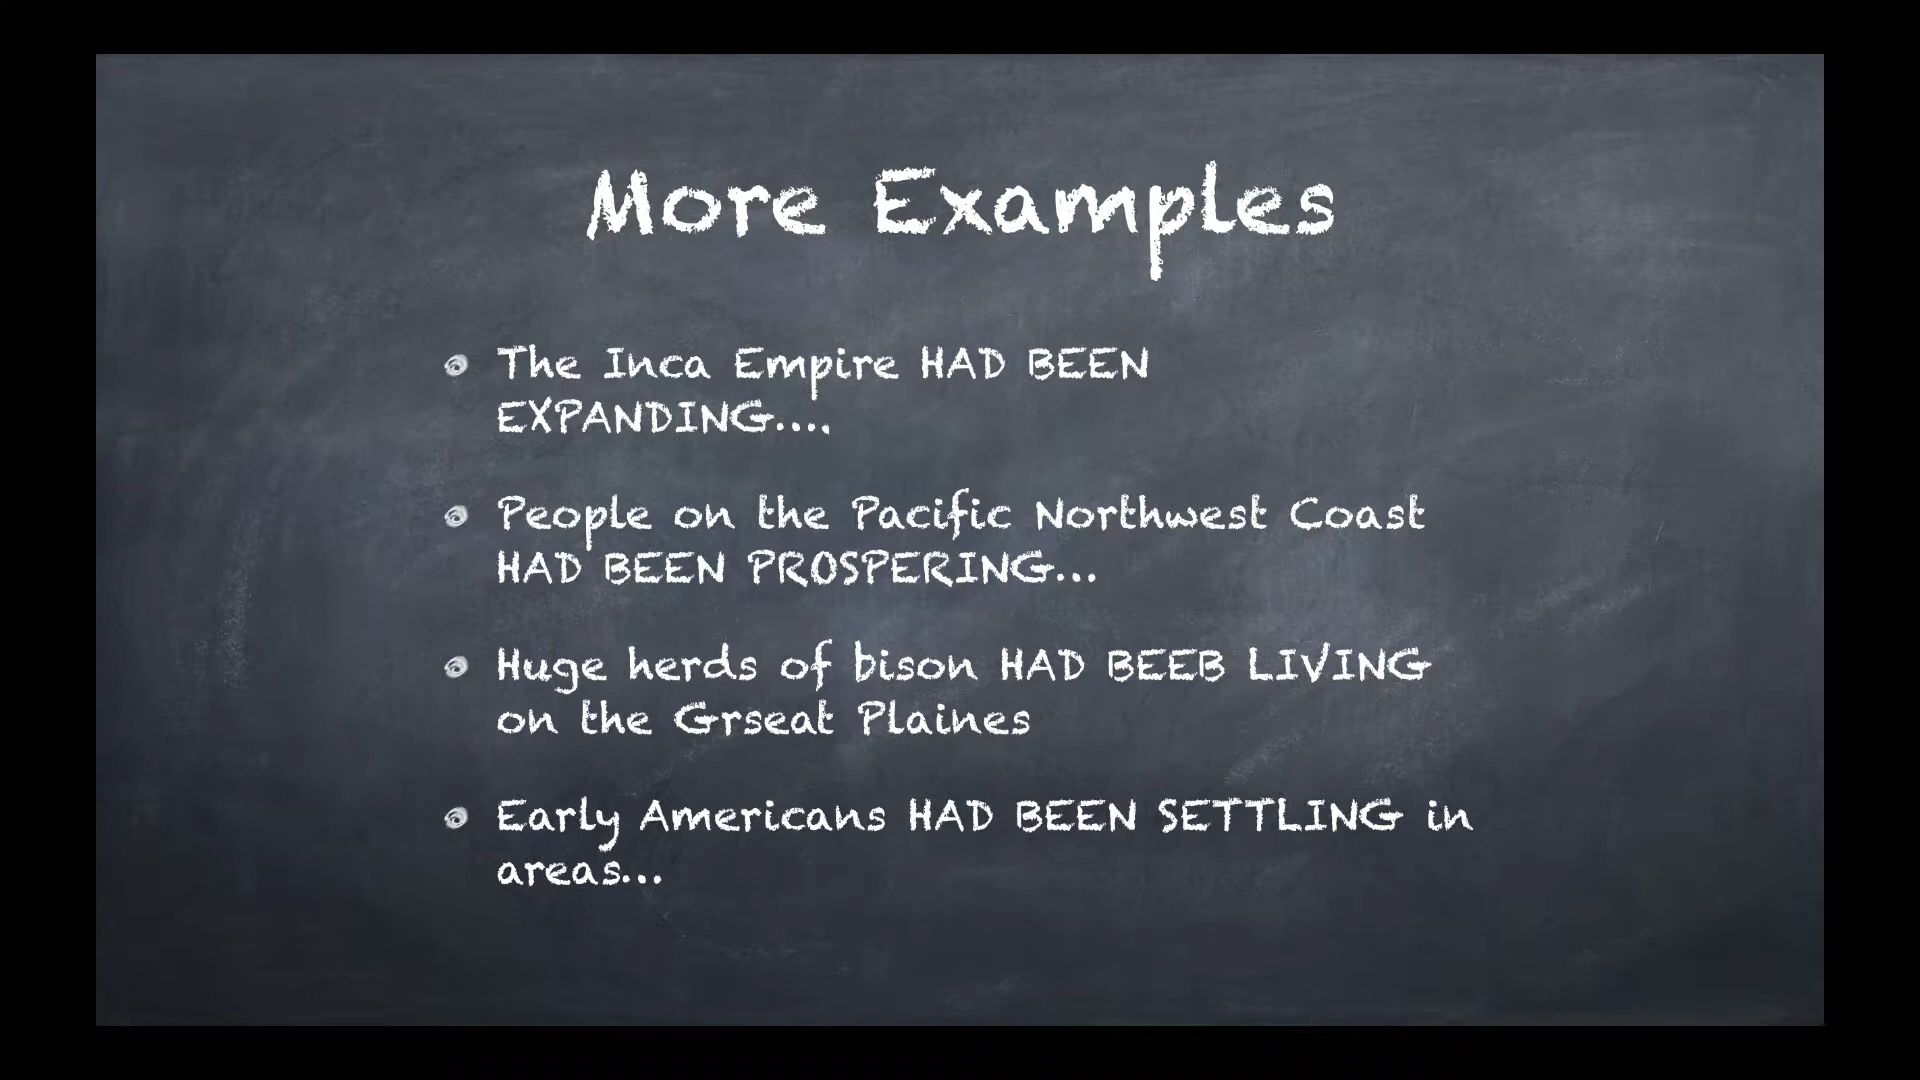 More Examples
The Inca Empire HAD BEEN
EXPANDING....
People on the Pacific Northwest Coast
HAD BEEN PROSPERING...
Huge herds of bison HAD BEEB LIVING
on the Grseat Plaines
Early Americans HAD BEEN SETTLING in
areas...